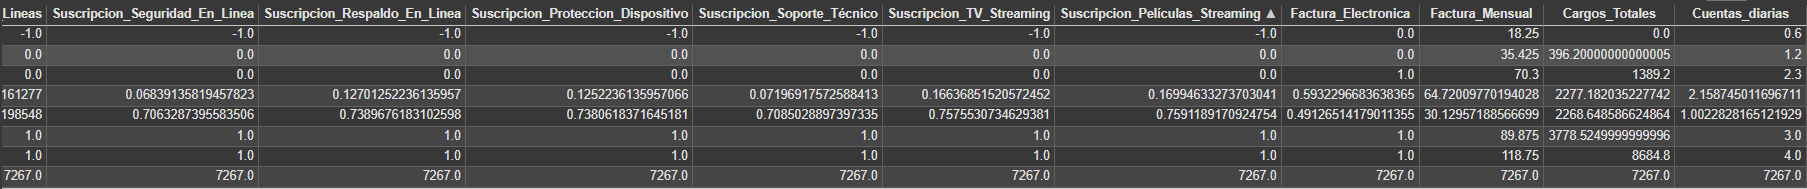 Lineas Suscripcion_Seguridad_En_Linea Suscripcion_Respaldo_En_Linea Suscripcion_Proteccion_Dispositivo Suscripcion_Soporte_Técnico Suscripcion_TV_Streaming Suscripcion_Películas_Streaming ▲ Factura_Electronica Factura_Mensual Cargos_Totales Cuentas_diarias
-1.0 -1.0 -1.0 -1.0 -1.0 -1.0 -1.0 0.0 18.25 0.0 0.6
0.0 0.0 0.0 0.0 0.0 0.0 0.0 0.0 35.425 396.20000000000005 1.2
0.0 0.0 0.0 0.0 0.0 0.0 0.0 1.0 70.3 1389.2 2.3
161277 0.06839135819457823 0.12701252236135957 0.1252236135957066 0.07196917572588413 0.16636851520572452 0.16994633273703041 0.5932296683638365 64.72009770194028 2277.182035227742 2.158745011696711
198548 0.7063287395583506 0.7389676183102598 0.7380618371645181 0.7085028897397335 0.7575530734629381 0.7591189170924754 0.49126514179011355 30.12957188566699 2268.648586624864 1.0022828165121929
1.0 1.0 1.0 1.0 1.0 1.0 1.0 1.0 89.875 3778.5249999999996 3.0
1.0 1.0 1.0 1.0 1.0 1.0 1.0 1.0 118.75 8684.8 4.0
7267.0 7267.0 7267.0 7267.0 7267.0 7267.0 7267.0 7267.0 7267.0 7267.0 7267.0